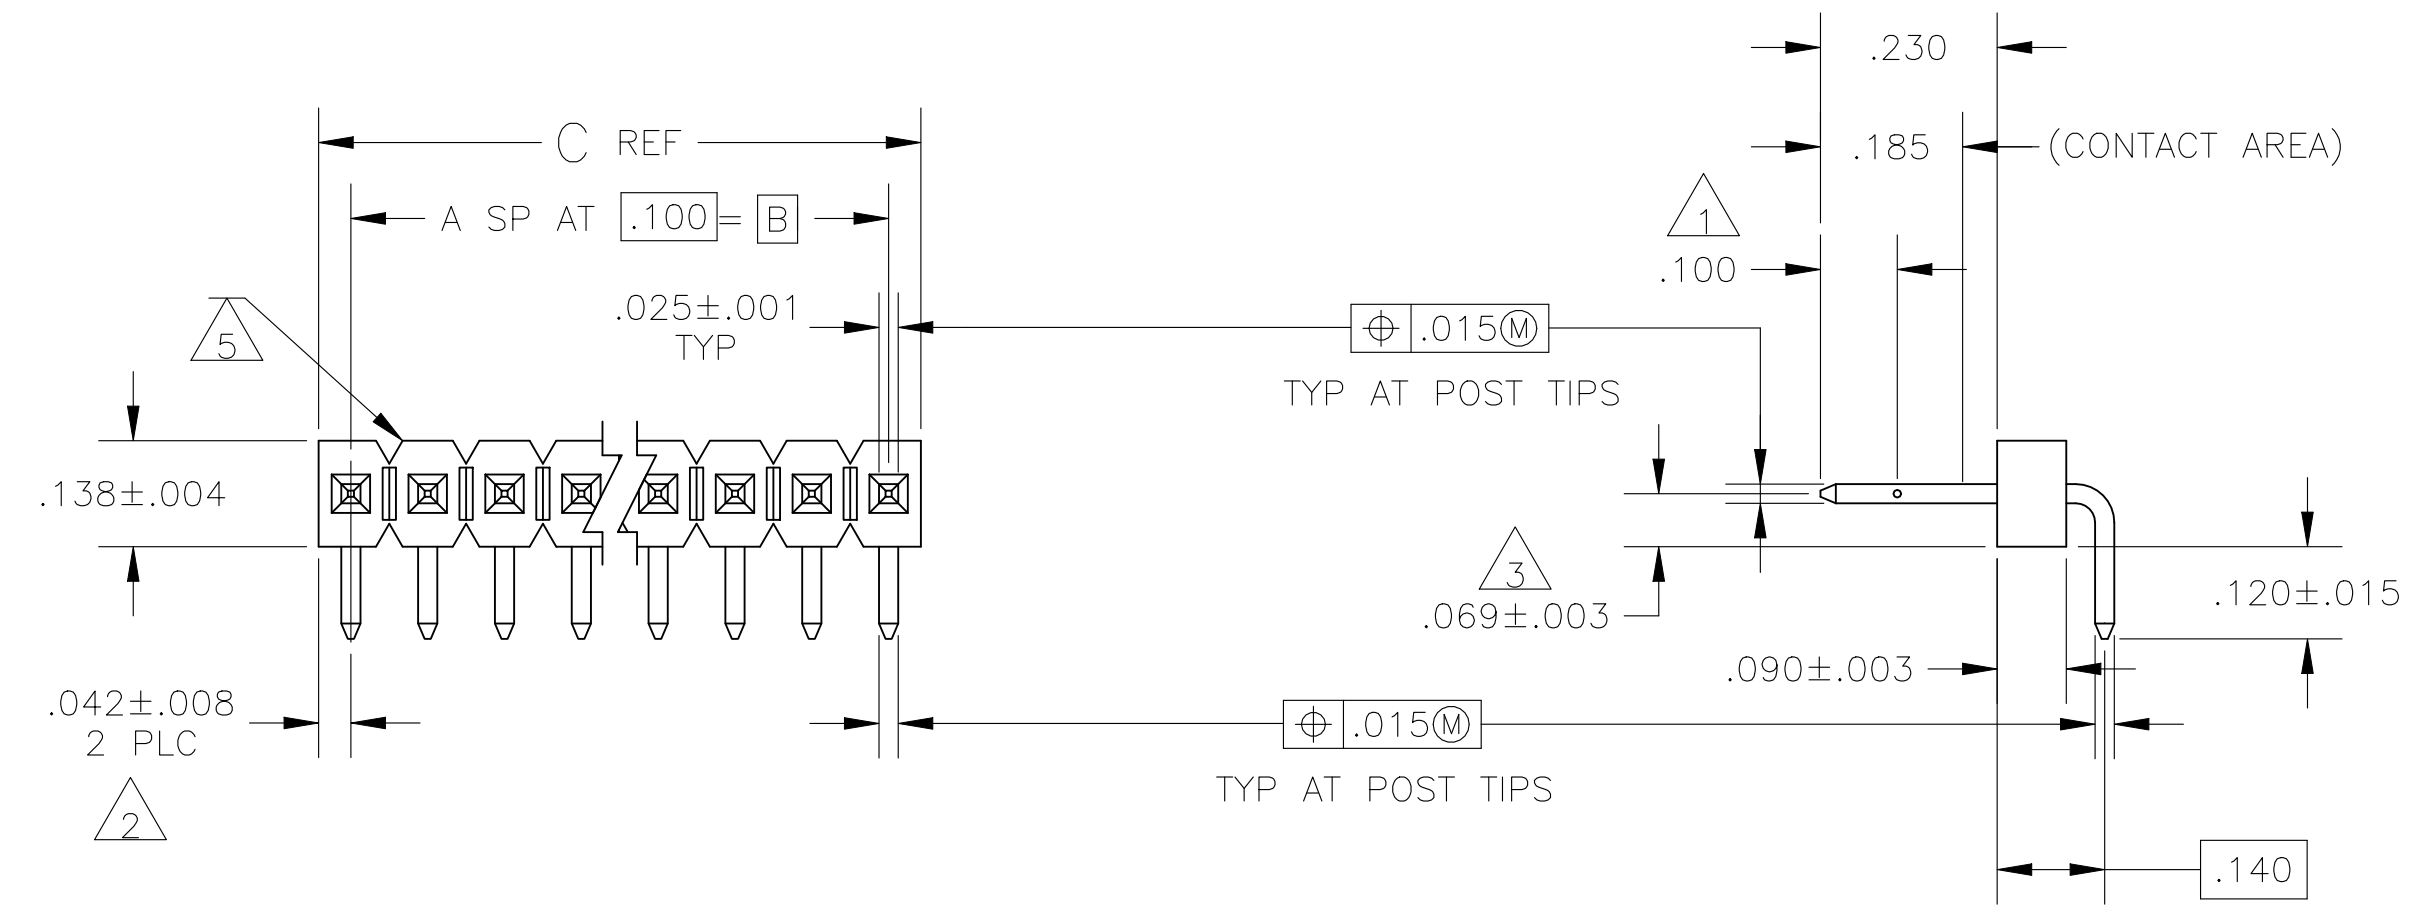 C REF
A SP AT .100 = B
.025±.001
TYP
5
.138±.004
.042±.008
2 PLC
2
⌖ .015Ⓜ
TYP AT POST TIPS
⌖ .015Ⓜ
TYP AT POST TIPS
.230
.185 (CONTACT AREA)
1
.100
3
.069±.003
.120±.015
.090±.003
.140